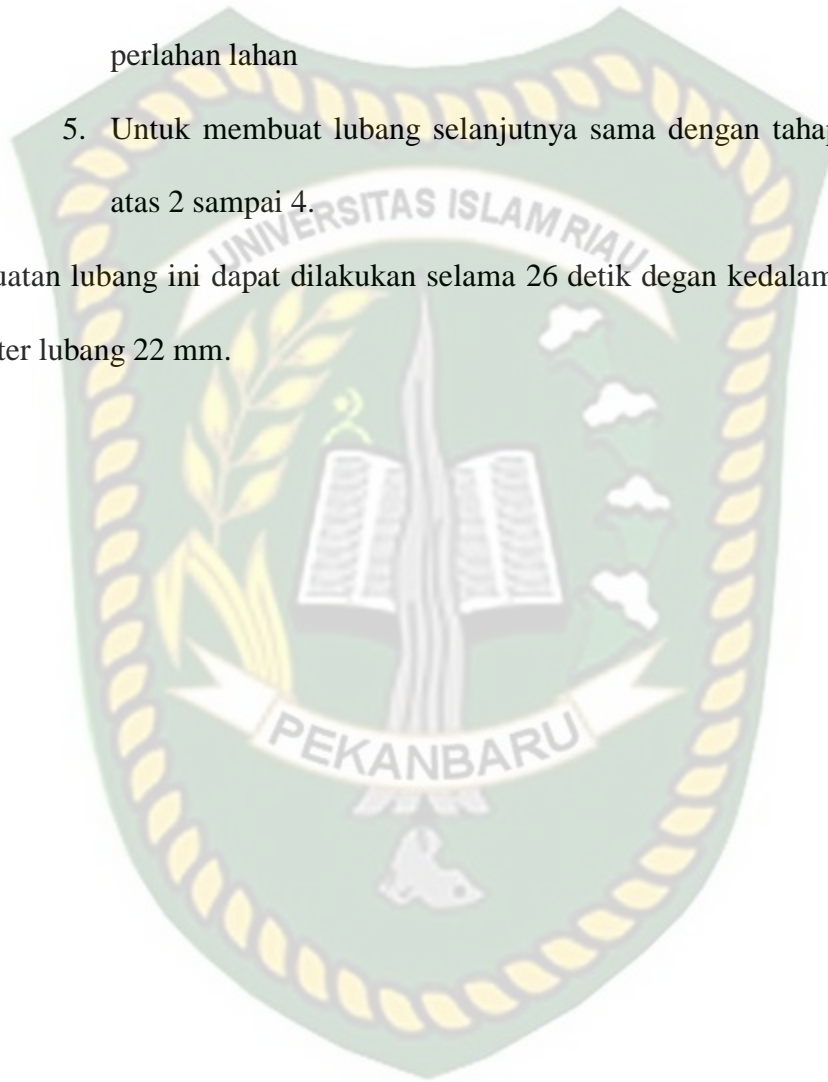 perlahan lahan
5. Untuk membuat lubang selanjutnya sama dengan tahap
atas 2 sampai 4.
UNIVERSITAS ISLAM RIAU
uatan lubang ini dapat dilakukan selama 26 detik degan kedalam
ter lubang 22 mm.
PEKANBARU